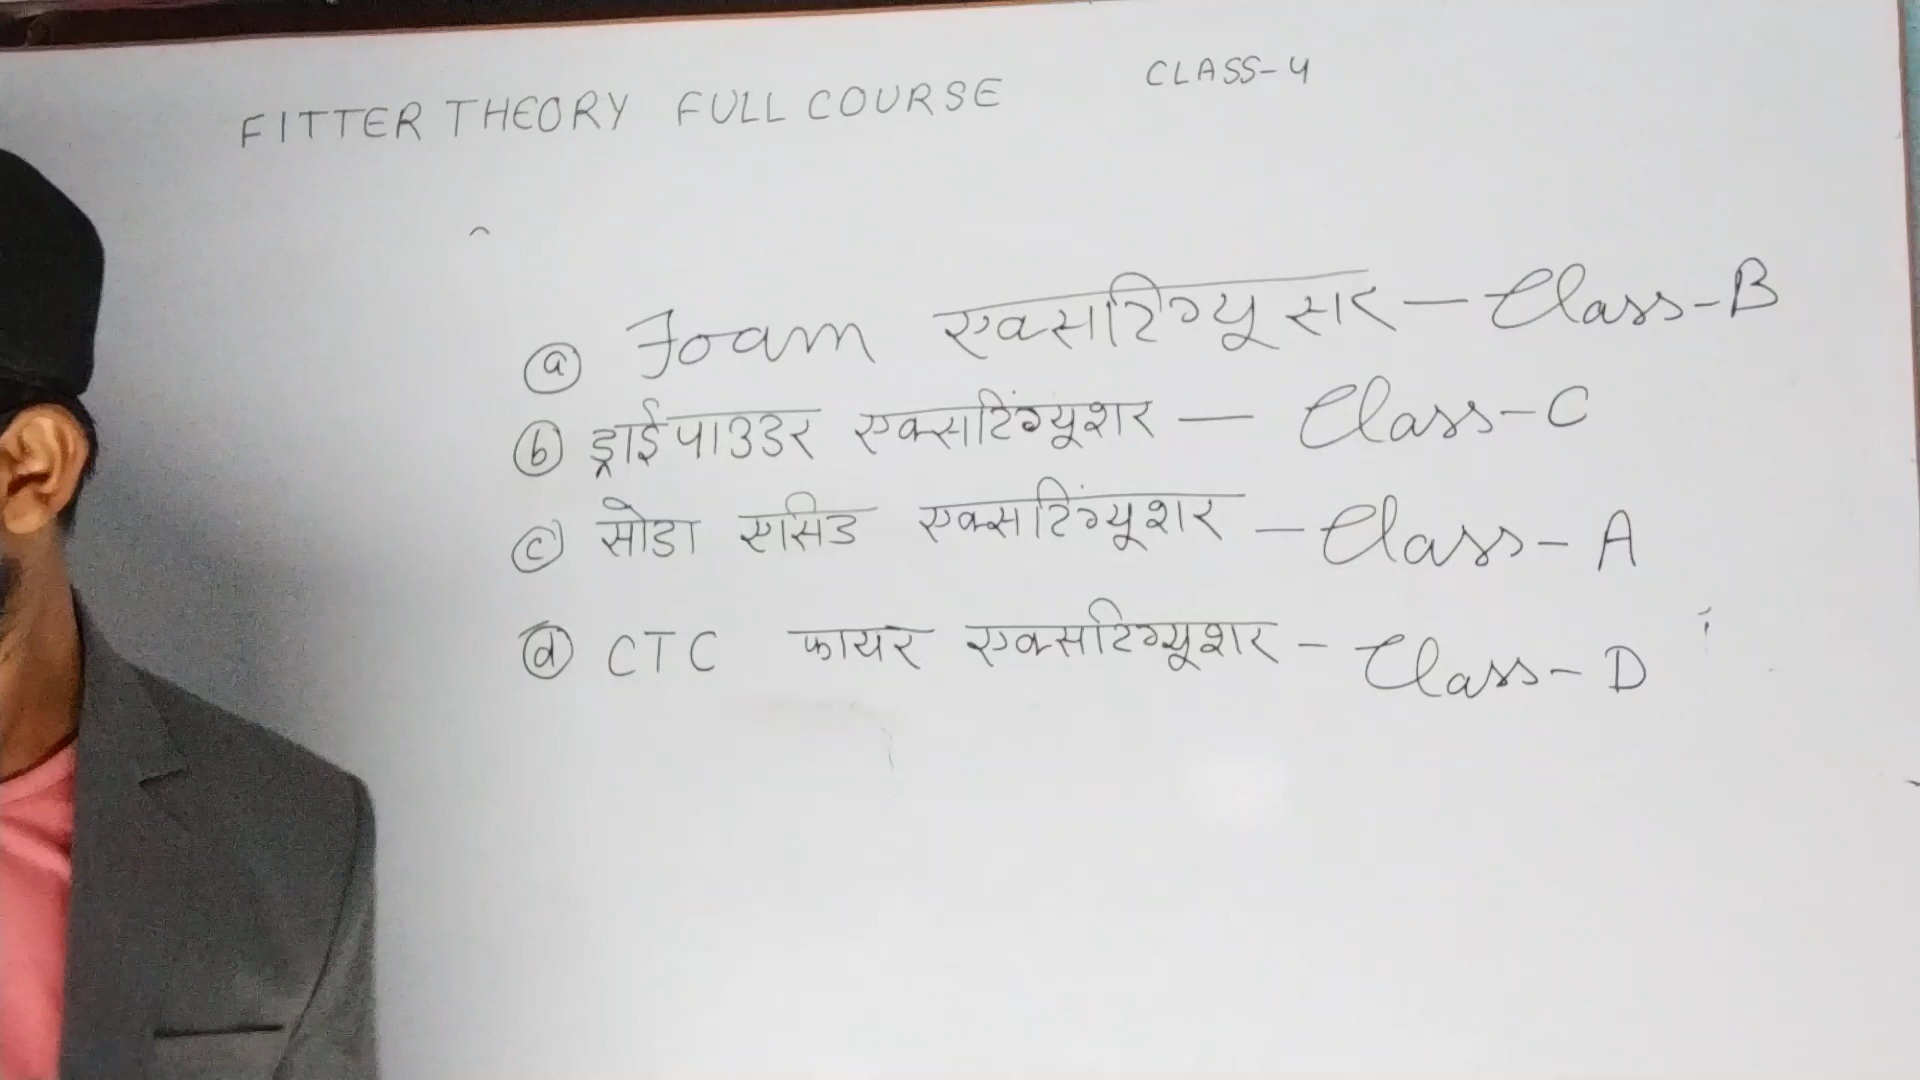 FITTER THEORY FULL COURSE CLASS-4
ⓐ Foam एक्सटिंग्यूसर — Class-B
ⓑ ड्राई पाउडर एक्सटिंग्यूशर — Class-C
ⓒ सोडा एसिड एक्सटिंग्यूशर — Class-A
ⓓ CTC फायर एक्सटिंग्यूशर - Class-D